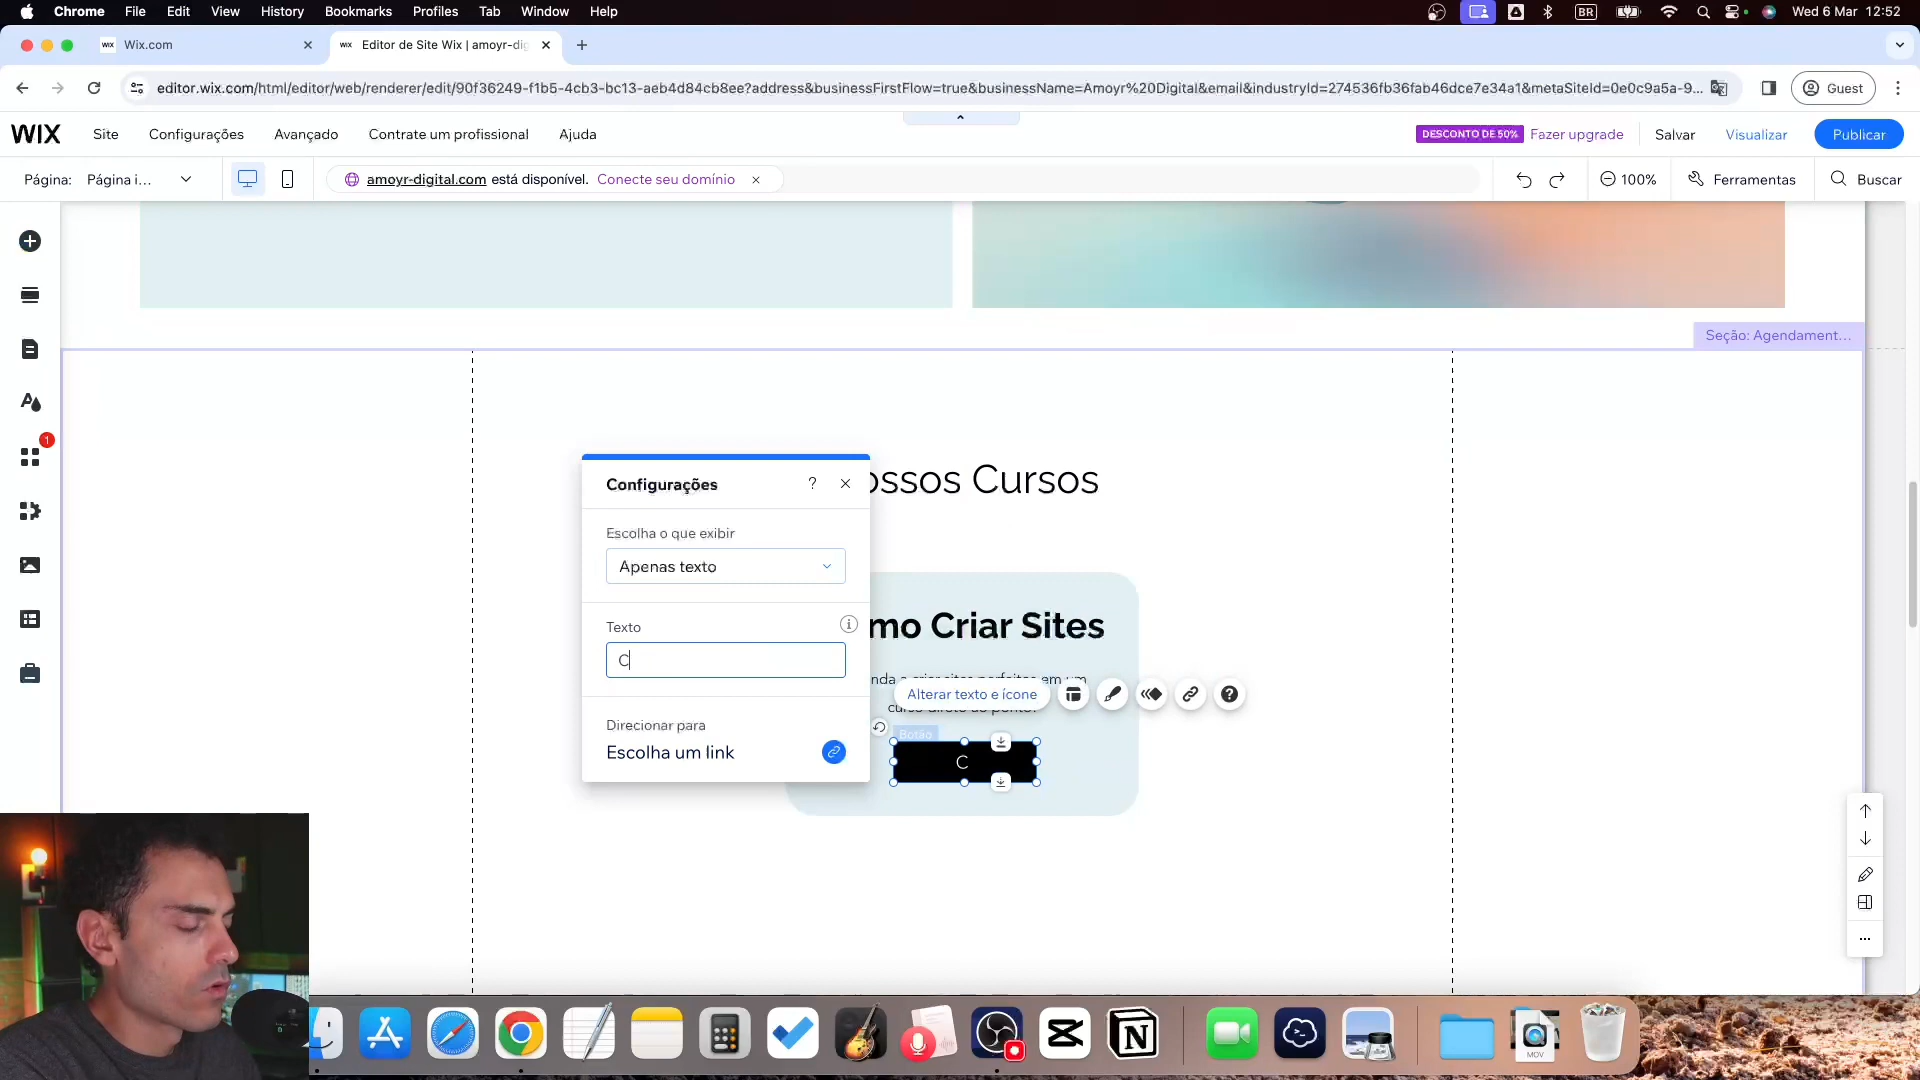 Chrome File Edit View History Bookmarks Profiles Tab Window Help
BR
Wed 6 Mar 12:52
WIX Wix.com
WIX Editor de Site Wix | amoyr-dig
editor.wix.com/html/editor/web/renderer/edit/90f36249-f1b5-4cb3-bc13-aeb4d84cb8ee?address&businessFirstFlow=true&businessName=Amoyr%20Digital&email&industryId=274536fb36fab46dce7e34a1&metaSiteId=0e0c9a5a-9...
Guest
WIX Site Configurações Avançado Contrate um profissional Ajuda
DESCONTO DE 50% Fazer upgrade Salvar Visualizar Publicar
Página: Página i...
amoyr-digital.com está disponível. Conecte seu domínio
100% Ferramentas Buscar
1
Seção: Agendament...
ossos Cursos
Configurações ?
Escolha o que exibir
Apenas texto
Texto
C
Direcionar para
Escolha um link
mo Criar Sites
nda a criar sites perfeitos em um
Alterar texto e ícone
curso direto ao ponto!
Botão
C
MOV